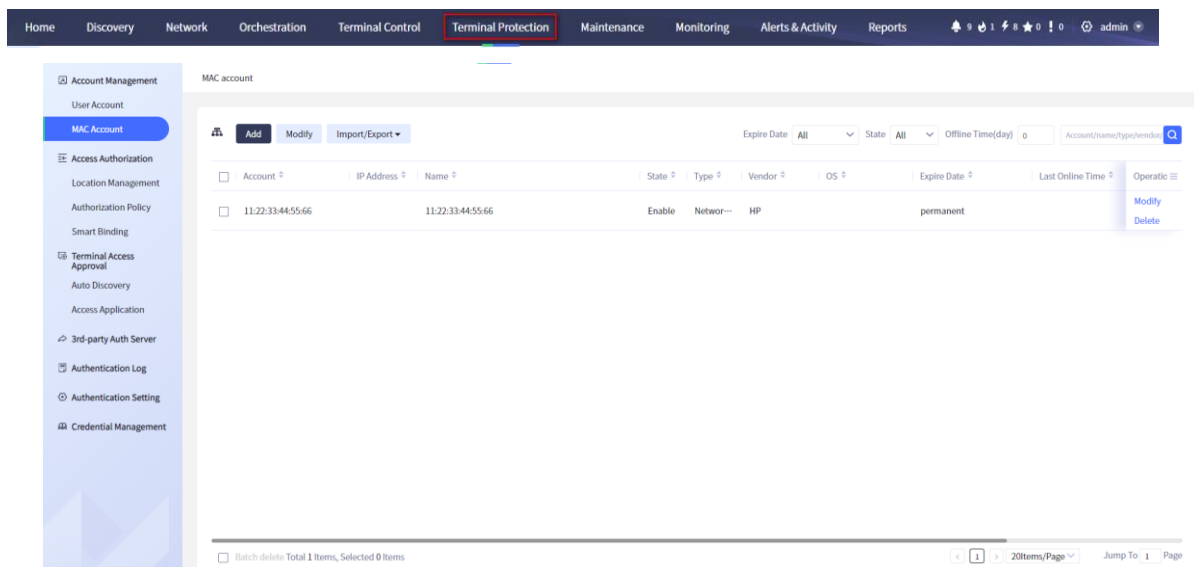 Home Discovery Network Orchestration Terminal Control Terminal Protection Maintenance Monitoring Alerts & Activity Reports 9 1 8 0 0 admin
Account Management
User Account
MAC Account
Access Authorization
Location Management
Authorization Policy
Smart Binding
Terminal Access
Approval
Auto Discovery
Access Application
3rd-party Auth Server
Authentication Log
Authentication Setting
Credential Management
MAC account
Add Modify Import/Export Expire Date All State All Offline Time(day) 0 Account/name/type/vendor/
Account IP Address Name State Type Vendor OS Expire Date Last Online Time Operatic
11:22:33:44:55:66 11:22:33:44:55:66 Enable Networ··· HP permanent Modify
Delete
Batch delete Total 1 Items, Selected 0 Items < 1 > 20Items/Page Jump To 1 Page